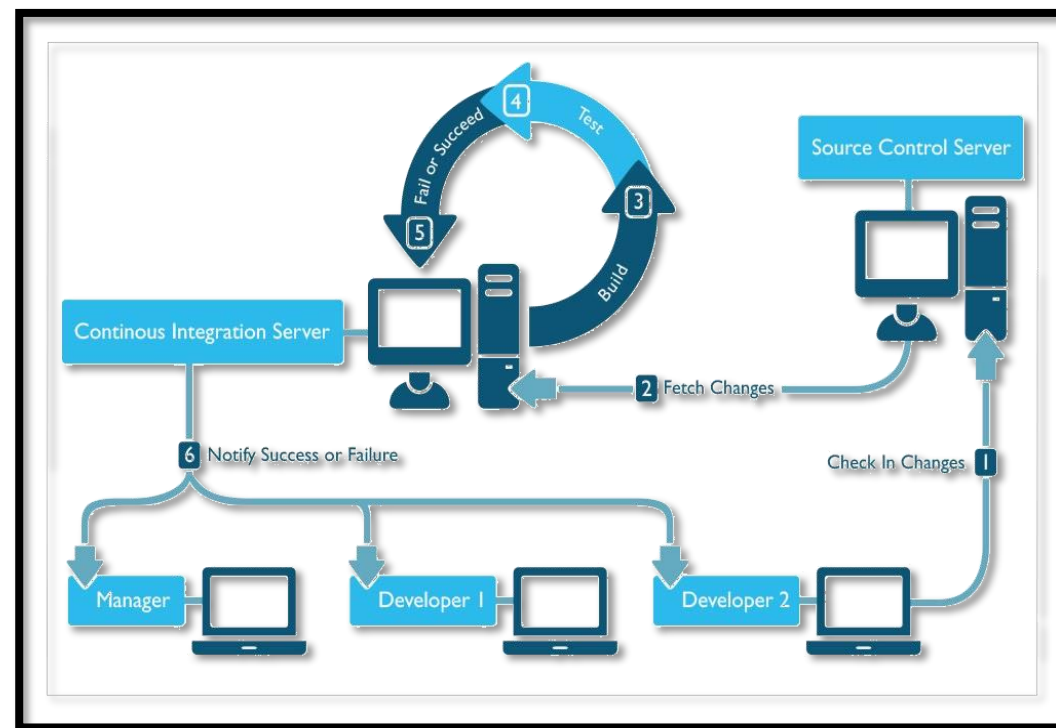 4
Test
Fail or Succeed
Source Control Server
3
5
Build
Continous Integration Server
2 Fetch Changes
6 Notify Success or Failure
Check In Changes 1
Manager
Developer 1
Developer 2